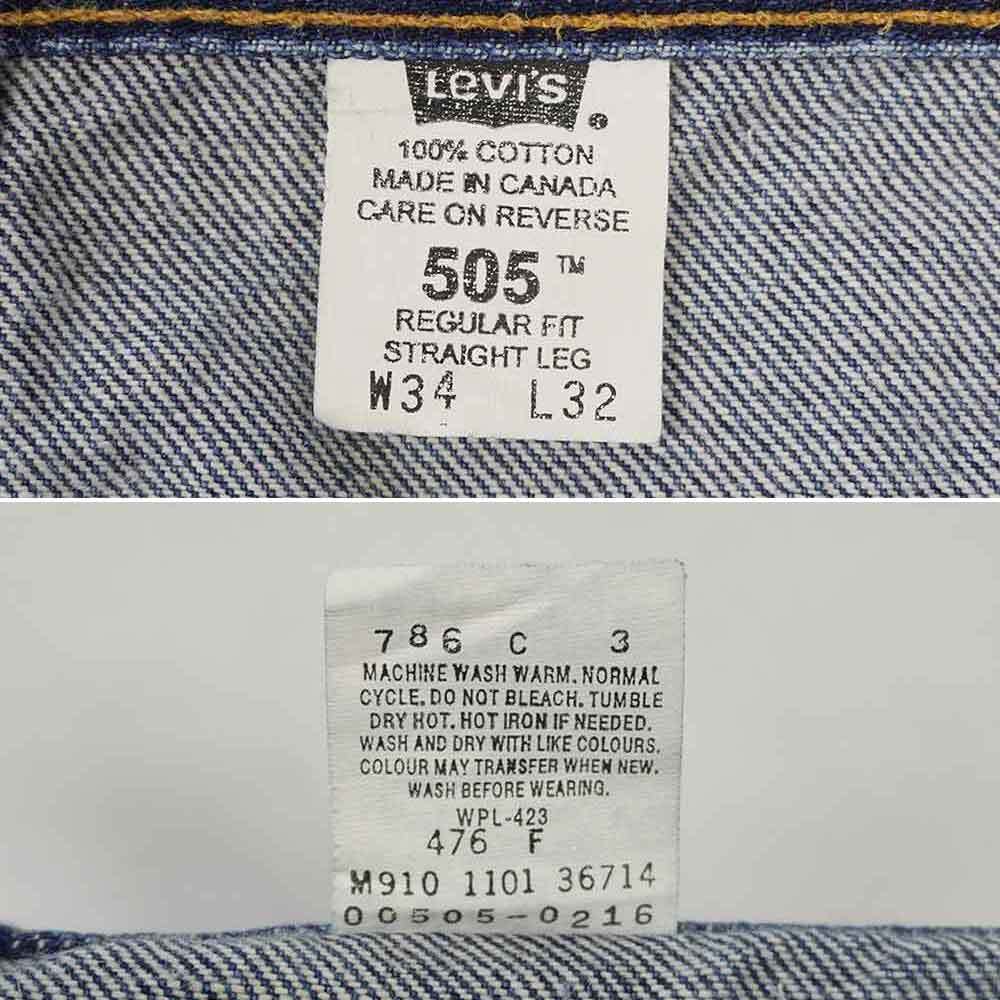 Levi's
100% COTTON
MADE IN CANADA
CARE ON REVERSE
505™
REGULAR FIT
STRAIGHT LEG
W34 L32
786 C 3
MACHINE WASH WARM. NORMAL
CYCLE. DO NOT BLEACH. TUMBLE
DRY HOT. HOT IRON IF NEEDED.
WASH AND DRY WITH LIKE COLOURS.
COLOUR MAY TRANSFER WHEN NEW.
WASH BEFORE WEARING.
WPL-423
476 F
M910 1101 36714
00505-0216